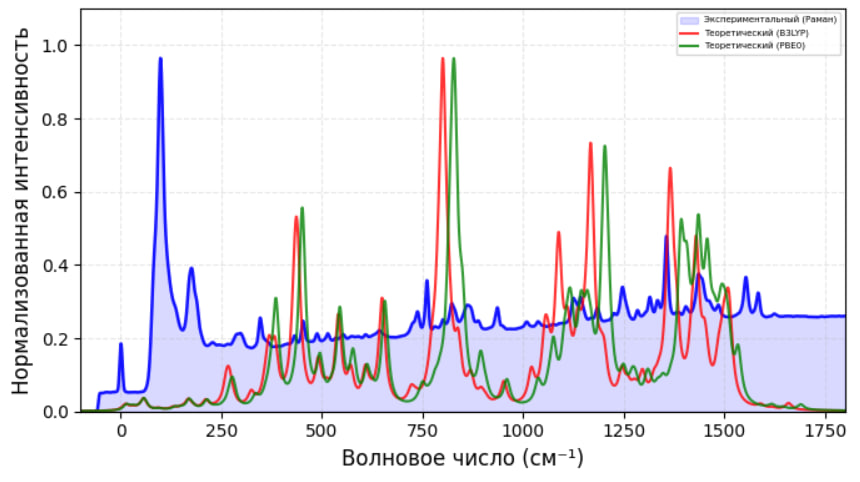 Экспериментальный (Раман)
Теоретический (B3LYP)
Теоретический (PBE0)
Нормализованная интенсивность
1.0
0.8
0.6
0.4
0.2
0.0
0 250 500 750 1000 1250 1500 1750
Волновое число (см⁻¹)